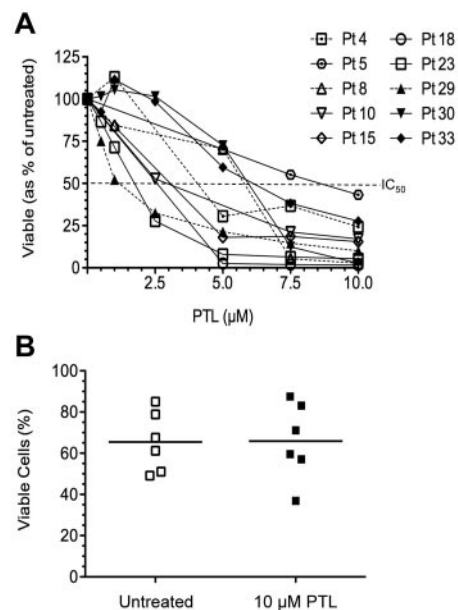 A
Viable (as % of untreated)
125
100
75
50
25
0
2.5
5.0
7.5
10.0
PTL (µM)
IC50
Pt 4
Pt 5
Pt 8
Pt 10
Pt 15
Pt 18
Pt 23
Pt 29
Pt 30
Pt 33
B
Viable Cells (%)
100
80
60
40
20
0
Untreated
10 µM PTL